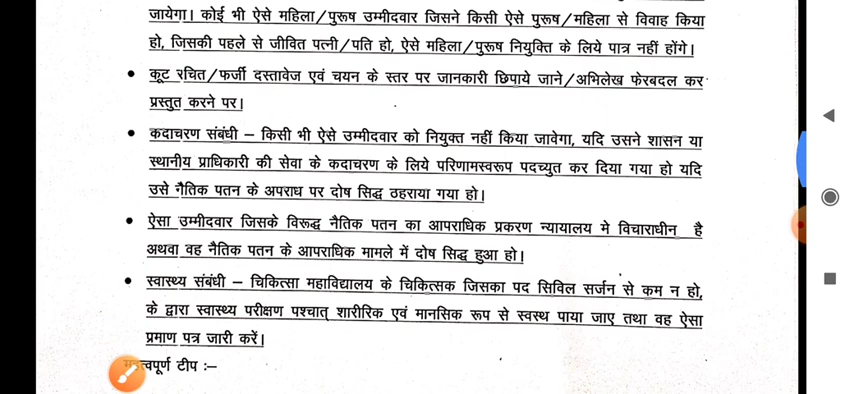 जायेगा। कोई भी ऐसे महिला/पुरूष उम्मीदवार जिसने किसी ऐसे पुरूष/महिला से विवाह किया
हो, जिसकी पहले से जीवित पत्नी/पति हो, ऐसे महिला/पुरूष नियुक्ति के लिये पात्र नहीं होंगे।
• कूट रचित/फर्जी दस्तावेज एवं चयन के स्तर पर जानकारी छिपाये जाने/अभिलेख फेरबदल कर
प्रस्तुत करने पर।
• कदाचरण संबंधी – किसी भी ऐसे उम्मीदवार को नियुक्त नहीं किया जावेगा, यदि उसने शासन या
स्थानीय प्राधिकारी की सेवा के कदाचरण के लिये परिणामस्वरूप पदच्युत कर दिया गया हो यदि
उसे नैतिक पतन के अपराध पर दोष सिद्ध ठहराया गया हो।
• ऐसा उम्मीदवार जिसके विरूद्ध नैतिक पतन का आपराधिक प्रकरण न्यायालय मे विचाराधीन है
अथवा वह नैतिक पतन के आपराधिक मामले में दोष सिद्ध हुआ हो।
• स्वास्थ्य संबंधी – चिकित्सा महाविद्यालय के चिकित्सक जिसका पद सिविल सर्जन से कम न हो,
के द्वारा स्वास्थ्य परीक्षण पश्चात् शारीरिक एवं मानसिक रूप से स्वस्थ पाया जाए तथा वह ऐसा
प्रमाण पत्र जारी करें।
टीप :–